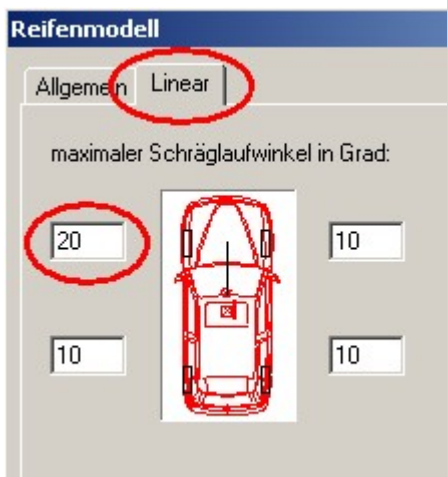 Reifenmodell
Allgemein Linear
maximaler Schräglaufwinkel in Grad:
20 10
10 10